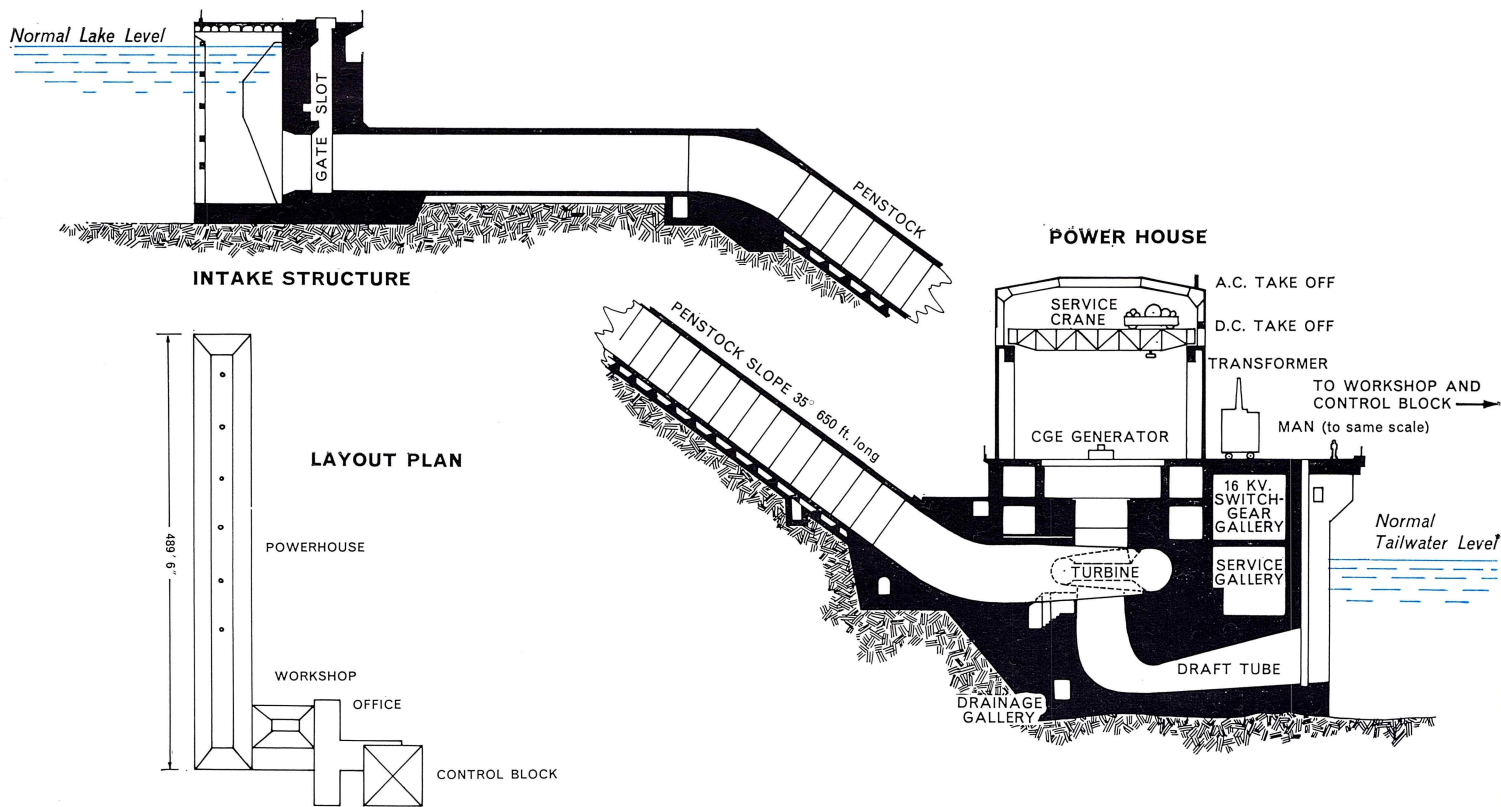 Normal Lake Level
GATE SLOT
PENSTOCK
INTAKE STRUCTURE
POWER HOUSE
A.C. TAKE OFF
SERVICE
CRANE
D.C. TAKE OFF
TRANSFORMER
TO WORKSHOP AND
CONTROL BLOCK
MAN (to same scale)
PENSTOCK SLOPE 35° 650 ft. long
CGE GENERATOR
16 KV.
SWITCH-
GEAR
GALLERY
Normal
Tailwater Level
TURBINE
SERVICE
GALLERY
DRAFT TUBE
DRAINAGE
GALLERY
LAYOUT PLAN
489' 6"
POWERHOUSE
WORKSHOP
OFFICE
CONTROL BLOCK